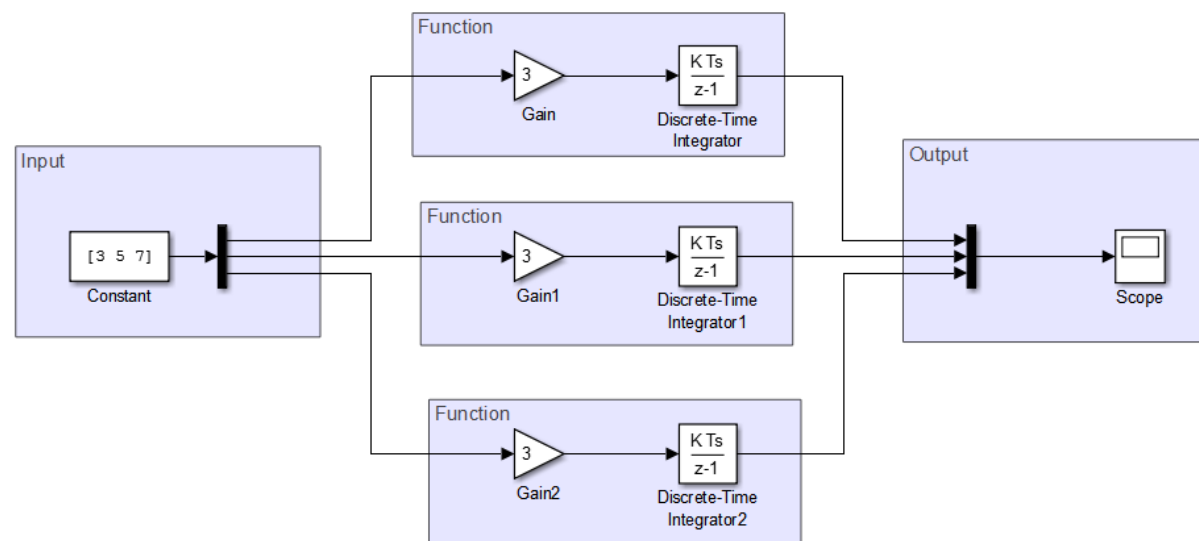 Function
3
K Ts
z-1
Gain
Discrete-Time
Integrator
Input
[3 5 7]
Constant
Function
3
K Ts
z-1
Gain1
Discrete-Time
Integrator1
Output
Scope
Function
3
K Ts
z-1
Gain2
Discrete-Time
Integrator2